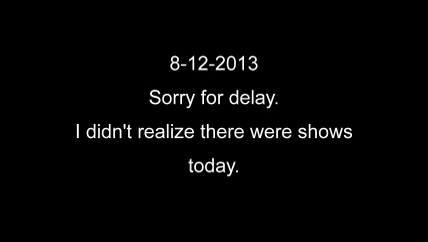 8-12-2013
Sorry for delay.
I didn't realize there were shows
today.